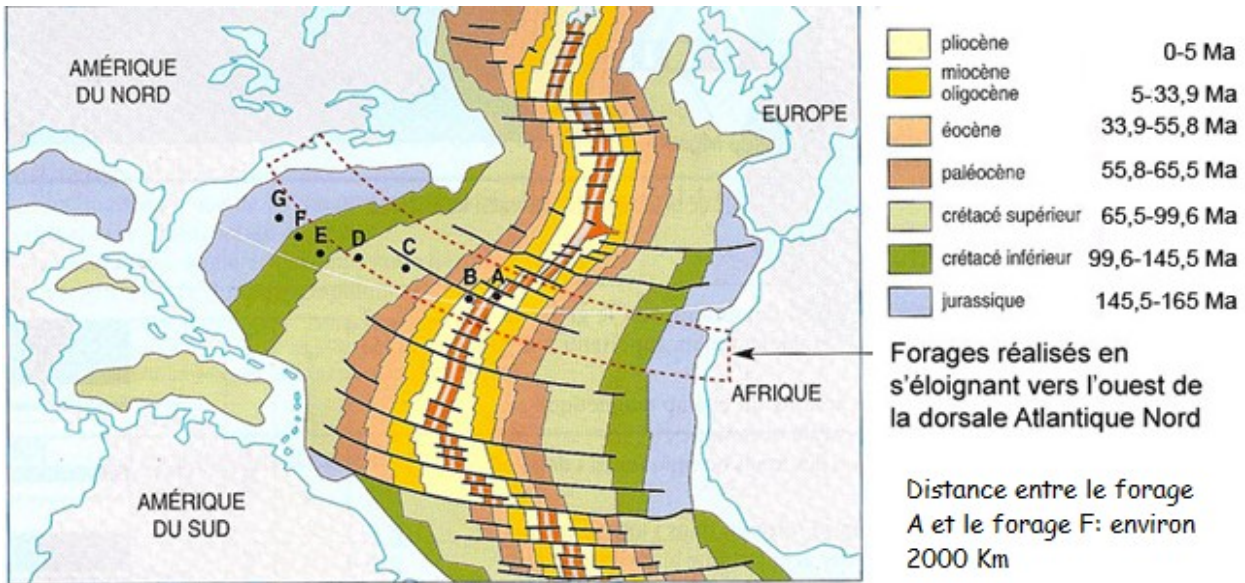 AMÉRIQUE
DU NORD
EUROPE
AFRIQUE
AMÉRIQUE
DU SUD
G
F
E
D
C
B
A
pliocène 0-5 Ma
miocène
oligocène 5-33,9 Ma
éocène 33,9-55,8 Ma
paléocène 55,8-65,5 Ma
crétacé supérieur 65,5-99,6 Ma
crétacé inférieur 99,6-145,5 Ma
jurassique 145,5-165 Ma
Forages réalisés en
s'éloignant vers l'ouest de
la dorsale Atlantique Nord
Distance entre le forage
A et le forage F: environ
2000 Km